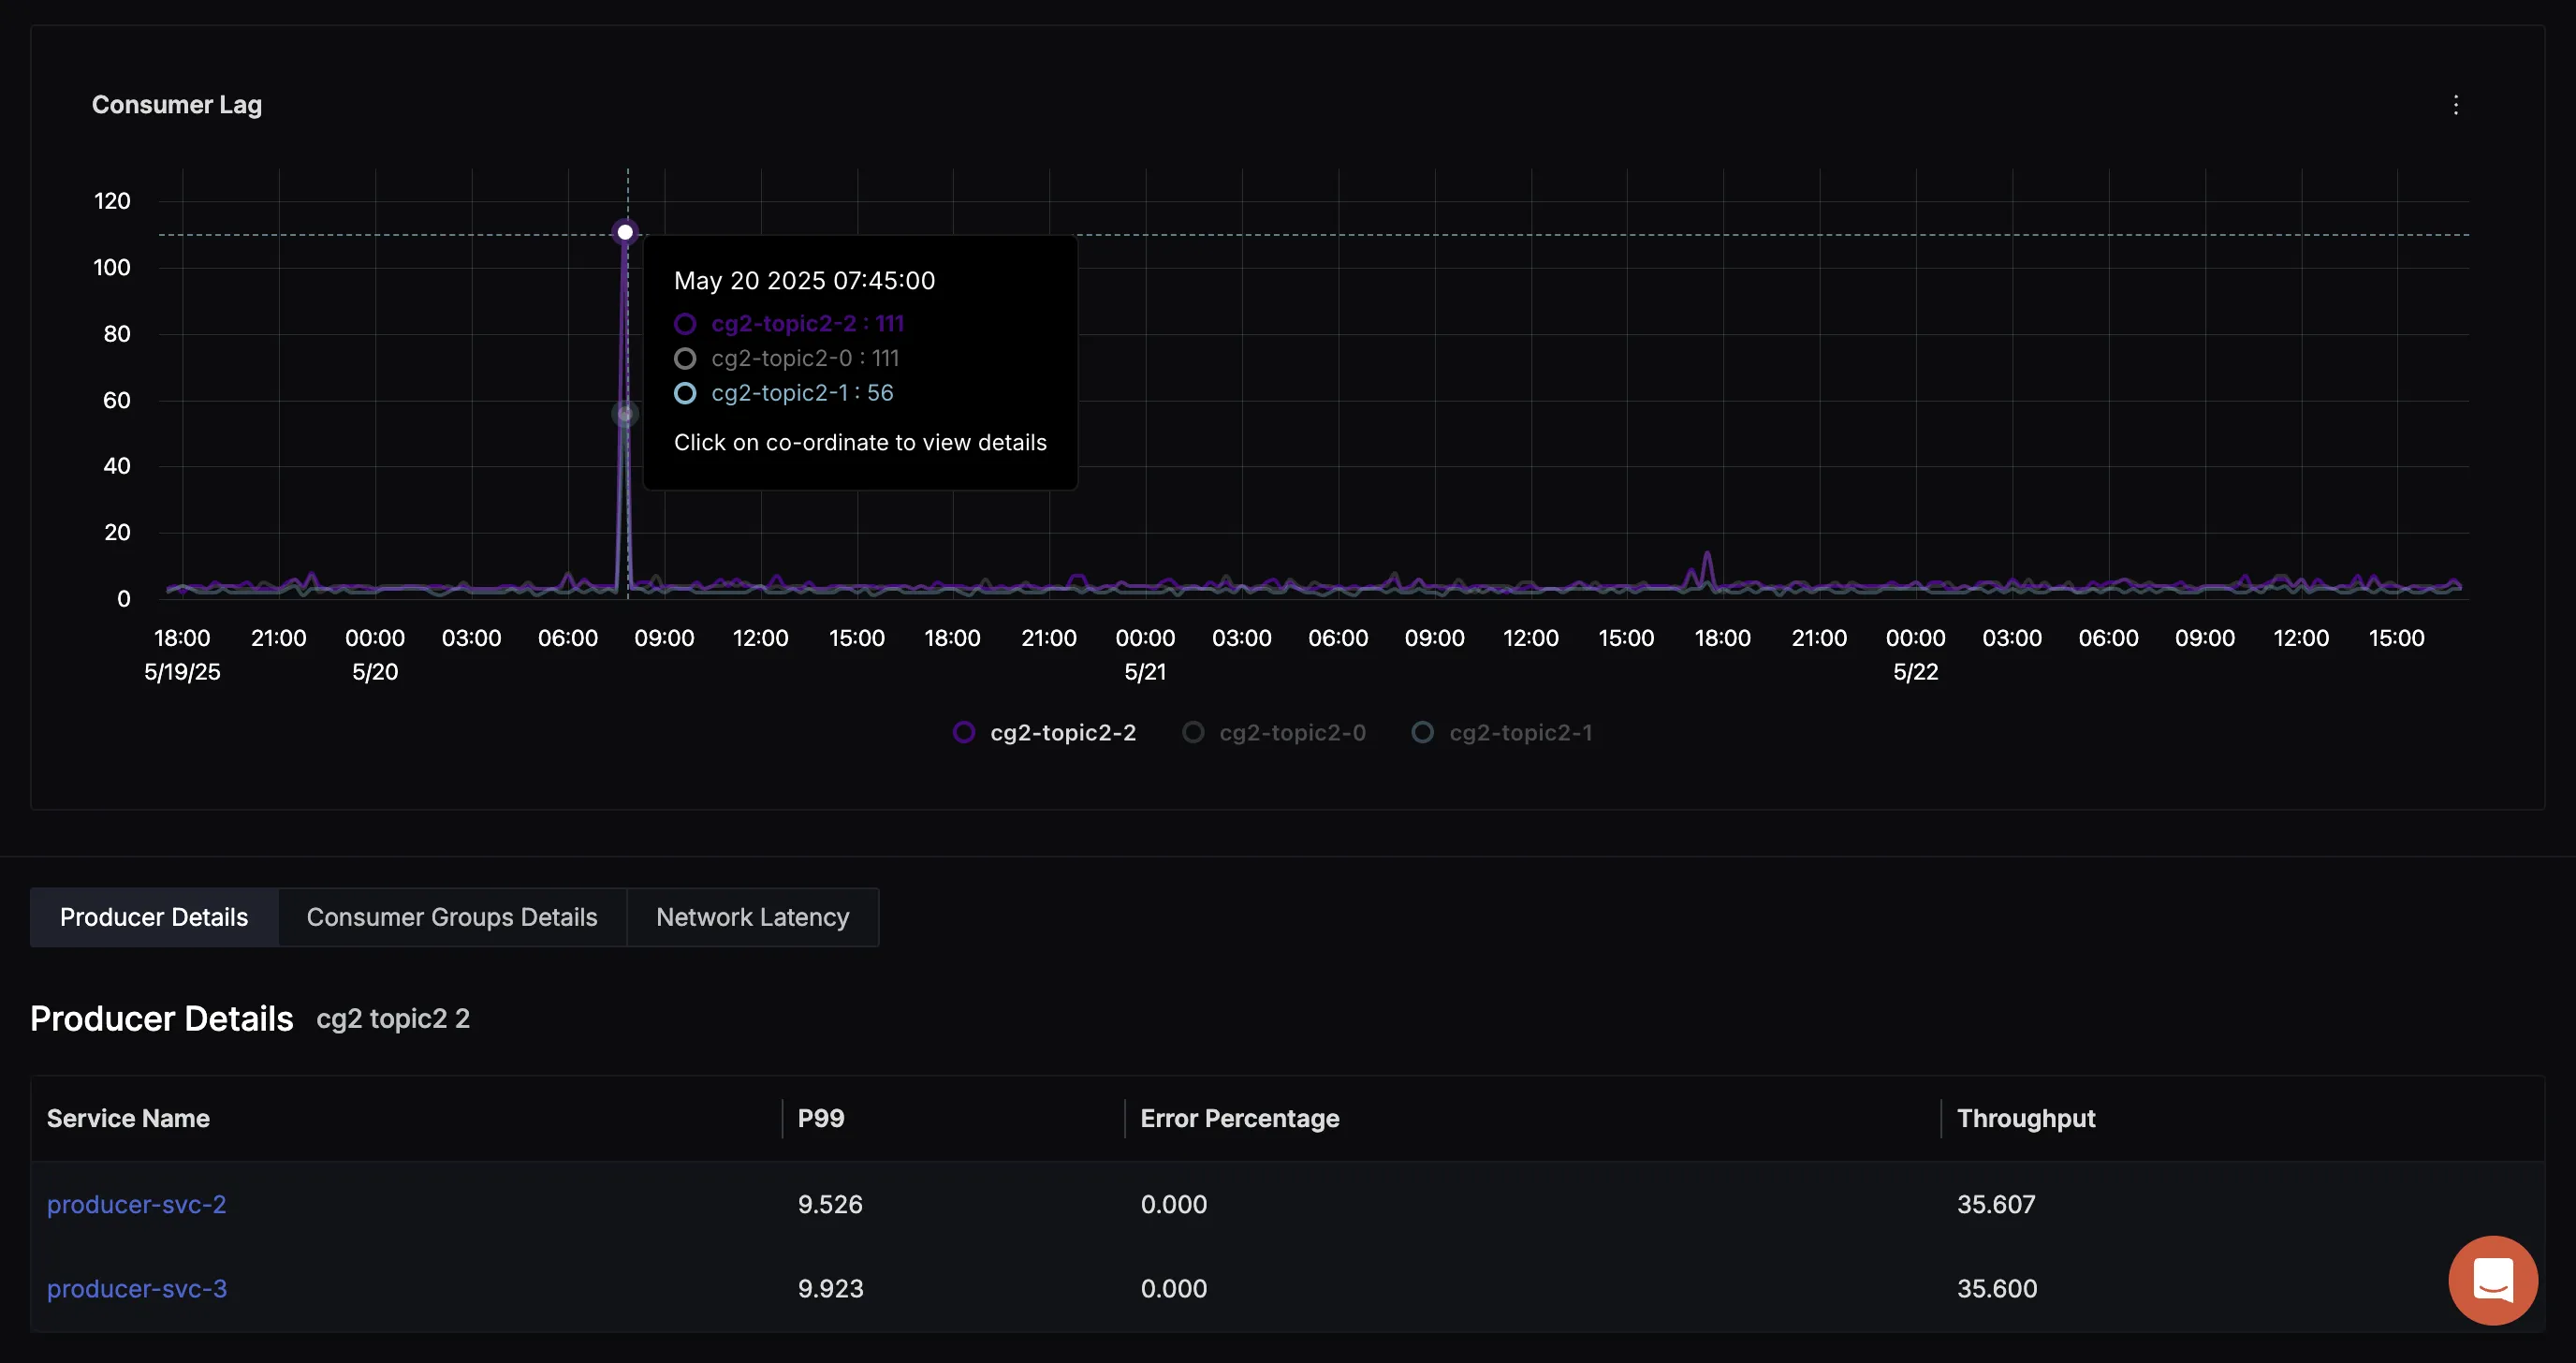 Consumer Lag
120
100
80
60
40
20
0
May 20 2025 07:45:00
cg2-topic2-2 : 111
cg2-topic2-0 : 111
cg2-topic2-1 : 56
Click on co-ordinate to view details
18:00 21:00 00:00 03:00 06:00 09:00 12:00 15:00 18:00 21:00 00:00 03:00 06:00 09:00 12:00 15:00 18:00 21:00 00:00 03:00 06:00 09:00 12:00 15:00
5/19/25 5/20 5/21 5/22
cg2-topic2-2 cg2-topic2-0 cg2-topic2-1
Producer Details Consumer Groups Details Network Latency
Producer Details cg2 topic2 2
Service Name P99 Error Percentage Throughput
producer-svc-2 9.526 0.000 35.607
producer-svc-3 9.923 0.000 35.600